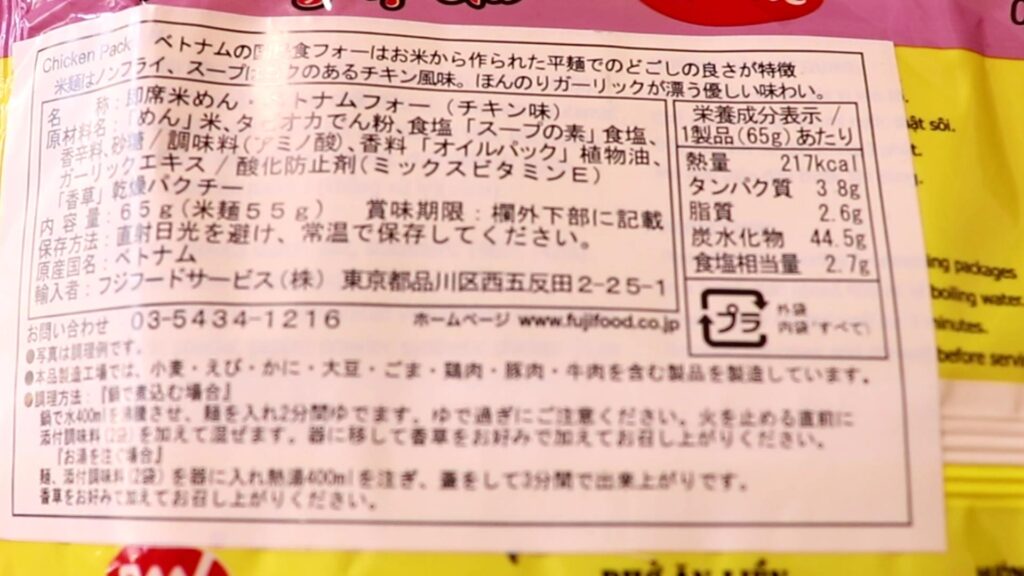 Chicken Pack ベトナムの国民食フォーはお米から作られた平麺でのどごしの良さが特徴
米麺はノンフライ、スープはコクのあるチキン風味。ほんのりガーリックが漂う優しい味わい。
名 称:即席米めん・ベトナムフォー(チキン味)
原材料名:「めん」米、タピオカでん粉、食塩「スープの素」食塩、
香辛料、砂糖/調味料(アミノ酸)、香料「オイルパック」植物油、
ガーリックエキス/酸化防止剤(ミックスビタミンE)
「香草」乾燥パクチー
内 容 量:65g(米麺55g) 賞味期限:欄外下部に記載
保存方法:直射日光を避け、常温で保存してください。
原産国名:ベトナム
輸入者:フジフードサービス(株) 東京都品川区西五反田2-25-1
栄養成分表示/
1製品(65g)あたり
熱量 217kcal
タンパク質 3.8g
脂質 2.6g
炭水化物 44.5g
食塩相当量 2.7g
プラ
外袋
内袋(すべて)
お問い合わせ 03-5434-1216 ホームページ www.fujifood.co.jp
●写真は調理例です。
●本品製造工場では、小麦・えび・かに・大豆・ごま・鶏肉・豚肉・牛肉を含む製品を製造しています。
●調理方法:『鍋で煮込む場合』
鍋で水400mlを沸騰させ、麺を入れ2分間ゆでます。ゆで過ぎにご注意ください。火を止める直前に
添付調味料(2袋)を加えて混ぜます。器に移して香草をお好みで加えてお召し上がりください。
『お湯を注ぐ場合』
麺、添付調味料(2袋)を器に入れ熱湯400mlを注ぎ、蓋をして3分間で出来上がりです。
香草をお好みで加えてお召し上がりください。
sôi.
ing packages
boiling water.
inutes.
before servi
PHỞ ĂN LIỀN